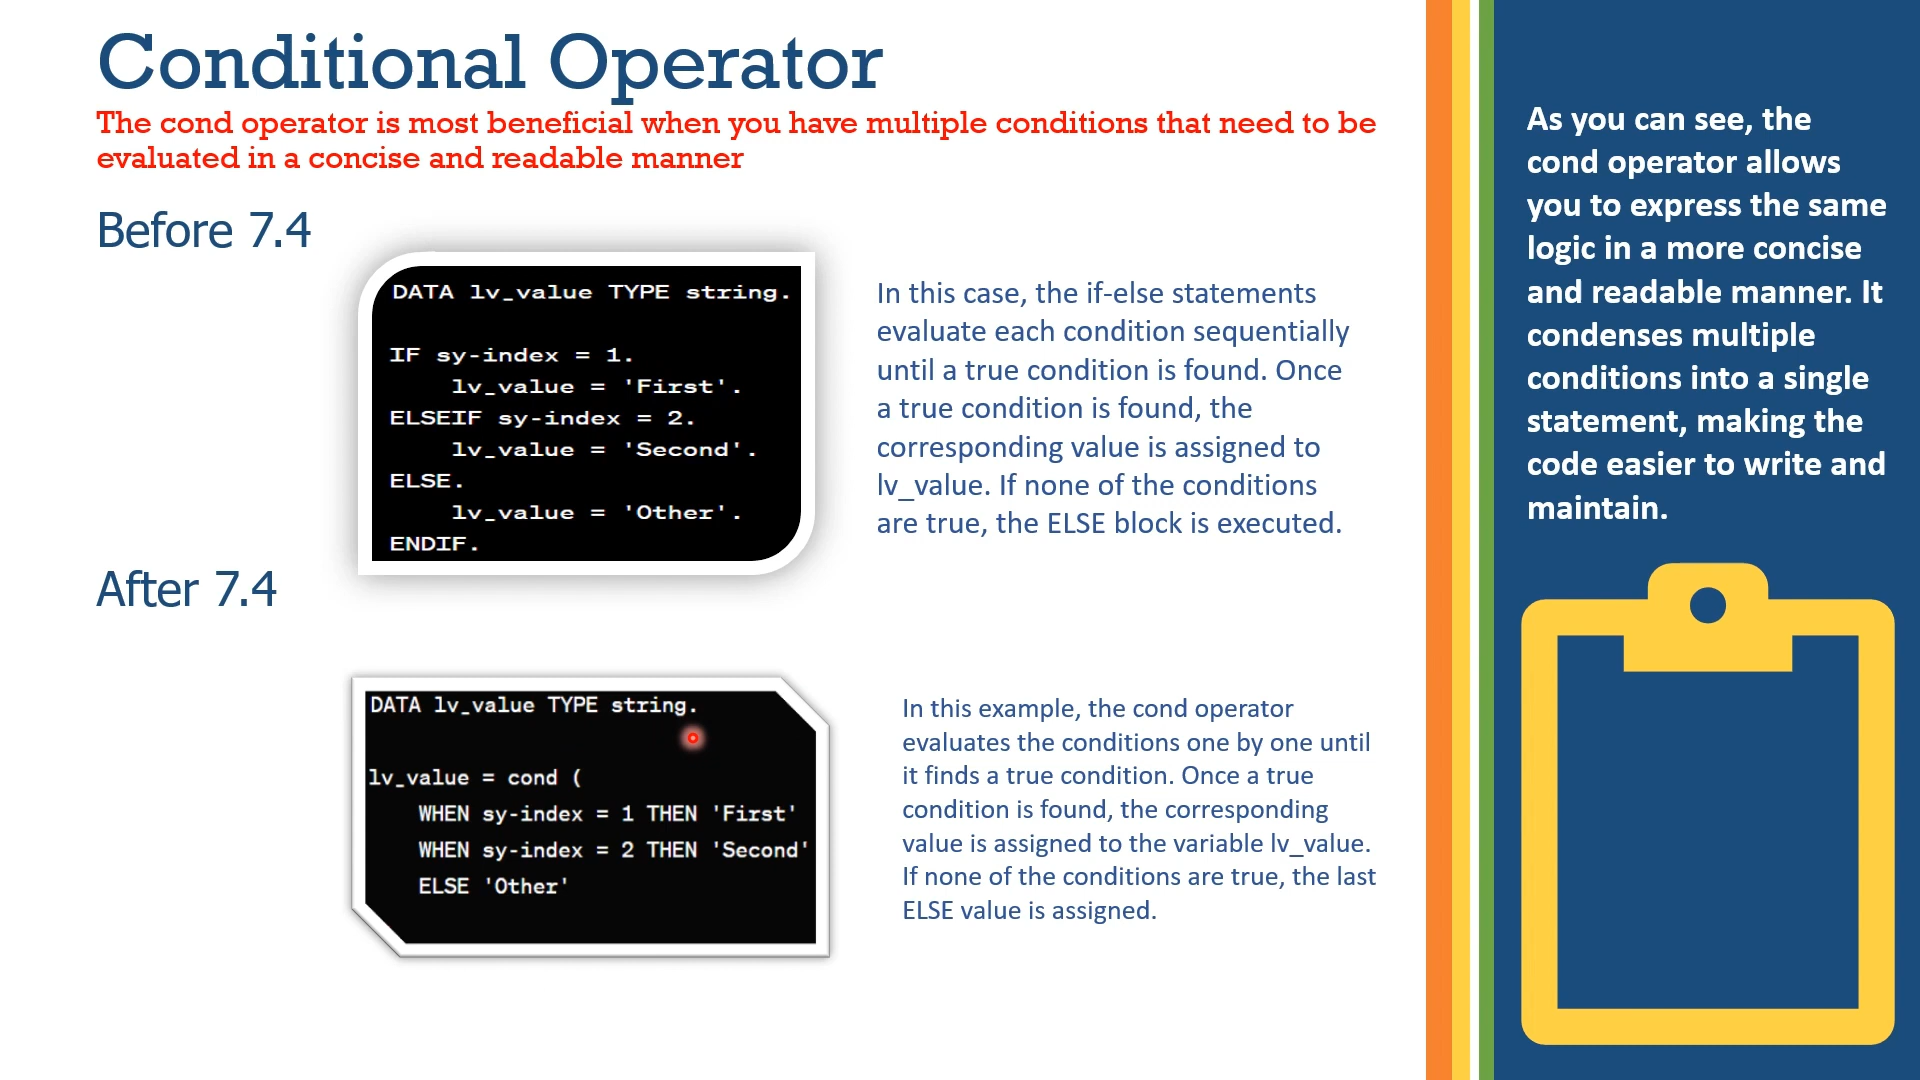 Conditional Operator
The cond operator is most beneficial when you have multiple conditions that need to be
evaluated in a concise and readable manner
Before 7.4
DATA lv_value TYPE string.
IF sy-index = 1.
lv_value = 'First'.
ELSEIF sy-index = 2.
lv_value = 'Second'.
ELSE.
lv_value = 'Other'.
ENDIF.
In this case, the if-else statements
evaluate each condition sequentially
until a true condition is found. Once
a true condition is found, the
corresponding value is assigned to
lv_value. If none of the conditions
are true, the ELSE block is executed.
After 7.4
DATA lv_value TYPE string.
lv_value = cond (
WHEN sy-index = 1 THEN 'First'
WHEN sy-index = 2 THEN 'Second'
ELSE 'Other'
In this example, the cond operator
evaluates the conditions one by one until
it finds a true condition. Once a true
condition is found, the corresponding
value is assigned to the variable lv_value.
If none of the conditions are true, the last
ELSE value is assigned.
As you can see, the
cond operator allows
you to express the same
logic in a more concise
and readable manner. It
condenses multiple
conditions into a single
statement, making the
code easier to write and
maintain.